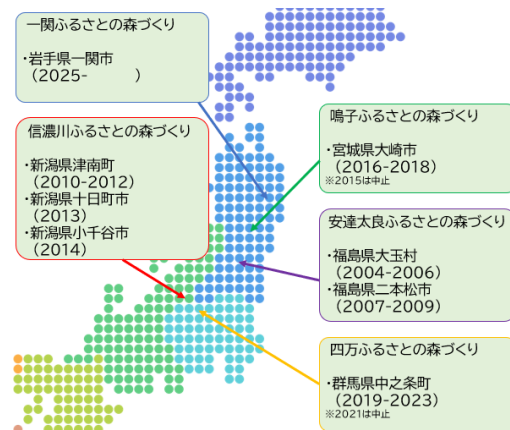 一関ふるさとの森づくり
・岩手県一関市
（2025-　　　）
信濃川ふるさとの森づくり
・新潟県津南町
（2010-2012）
・新潟県十日町市
（2013）
・新潟県小千谷市
（2014）
鳴子ふるさとの森づくり
・宮城県大崎市
（2016-2018）
※2015は中止
安達太良ふるさとの森づくり
・福島県大玉村
（2004-2006）
・福島県二本松市
（2007-2009）
四万ふるさとの森づくり
・群馬県中之条町
（2019-2023）
※2021は中止